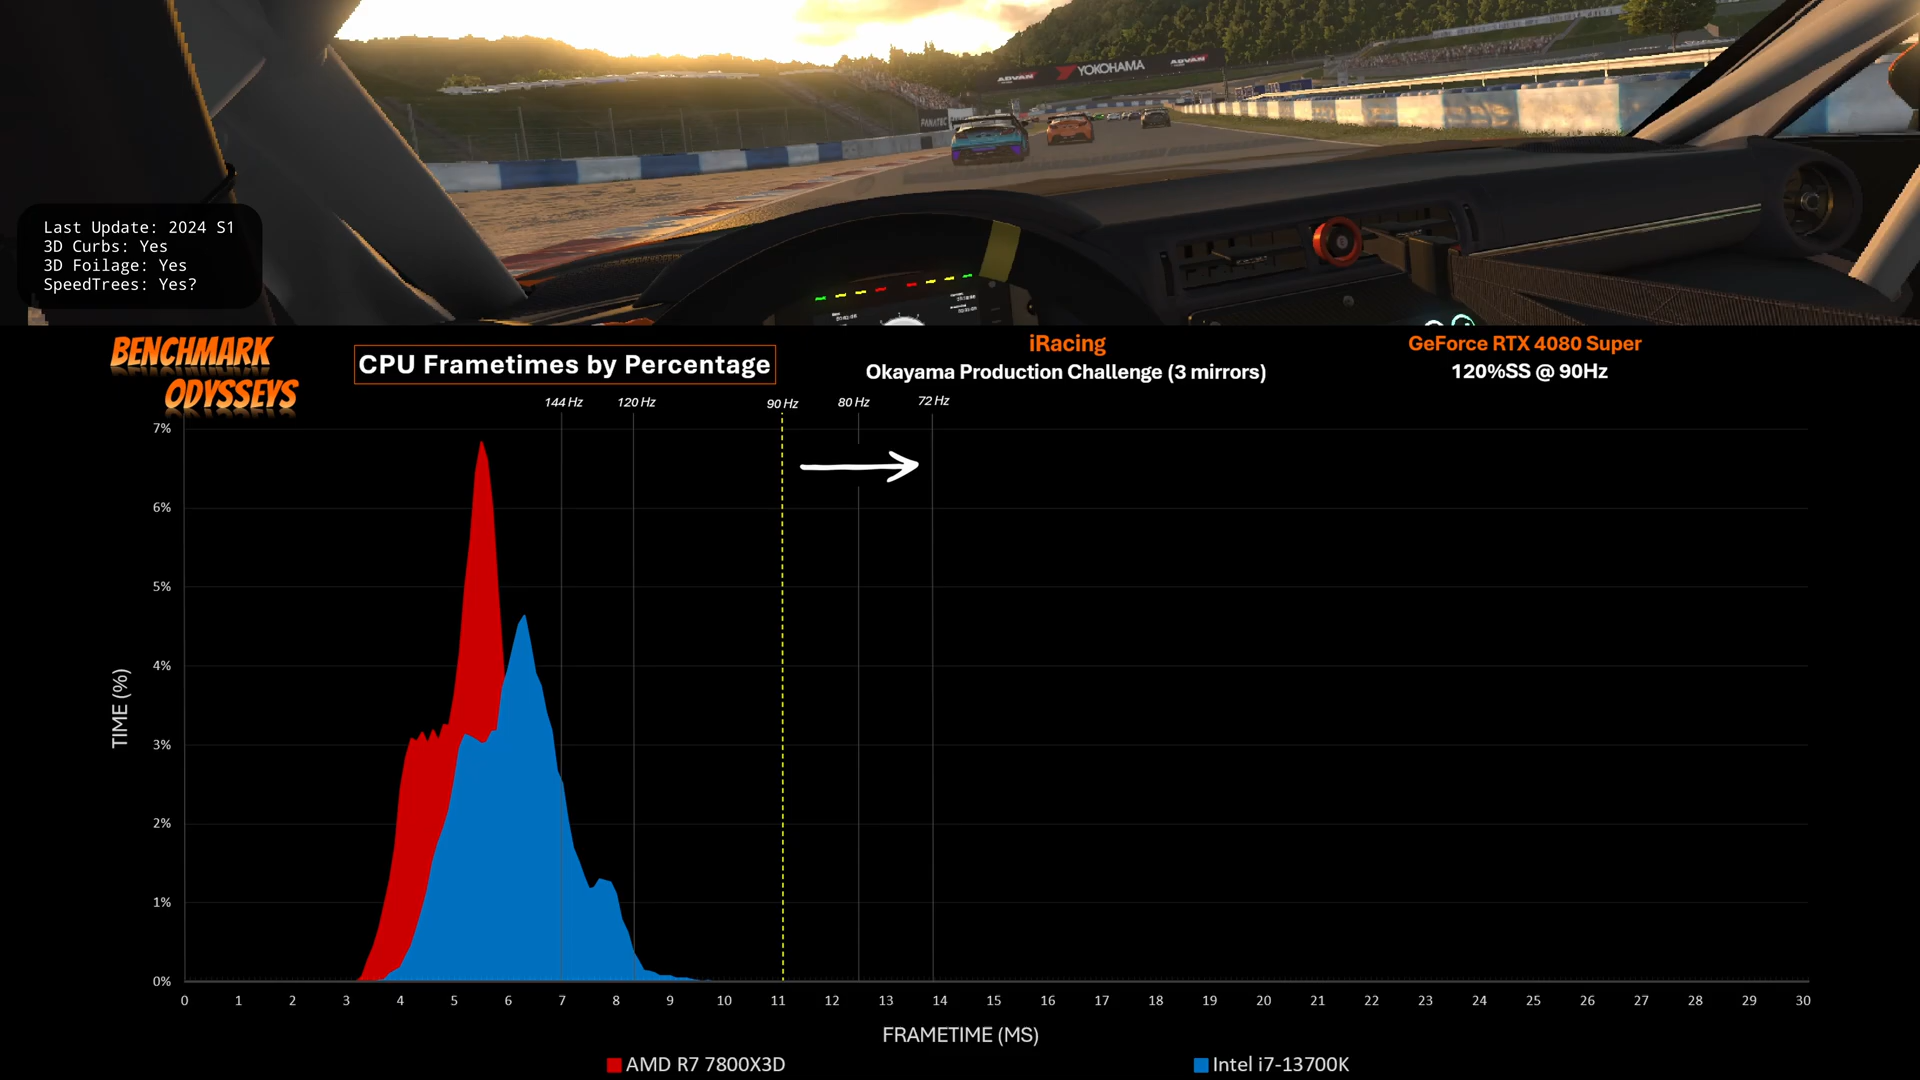 ADVAN YOKOHAMA ADVAN
FANATEC
Last Update: 2024 S1
3D Curbs: Yes
3D Foilage: Yes
SpeedTrees: Yes?
BENCHMARK
ODYSSEYS
CPU Frametimes by Percentage
iRacing
Okayama Production Challenge (3 mirrors)
GeForce RTX 4080 Super
120%SS @ 90Hz
144 Hz 120 Hz 90 Hz 80 Hz 72 Hz
7%
6%
5%
4%
3%
2%
1%
0%
TIME (%)
0 1 2 3 4 5 6 7 8 9 10 11 12 13 14 15 16 17 18 19 20 21 22 23 24 25 26 27 28 29 30
FRAMETIME (MS)
AMD R7 7800X3D
Intel i7-13700K